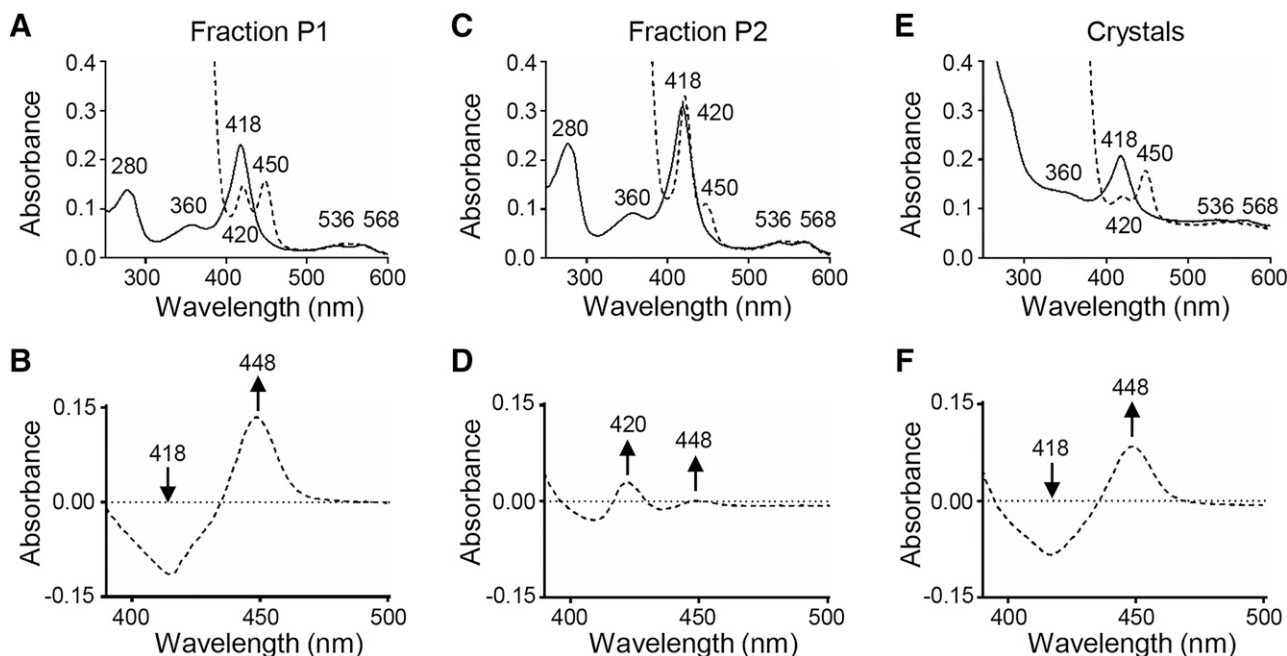 A Fraction P1
Absorbance
0.4
0.3
0.2
0.1
0.0
280
360
418
420
450
536 568
300 400 500 600
Wavelength (nm)
C Fraction P2
Absorbance
0.4
0.3
0.2
0.1
0.0
280
360
418
420
450
536 568
300 400 500 600
Wavelength (nm)
E Crystals
Absorbance
0.4
0.3
0.2
0.1
0.0
360
418
420
450
536 568
300 400 500 600
Wavelength (nm)
B
Absorbance
0.15
0.00
-0.15
418
448
400 450 500
Wavelength (nm)
D
Absorbance
0.15
0.00
-0.15
420
448
400 450 500
Wavelength (nm)
F
Absorbance
0.15
0.00
-0.15
418
448
400 450 500
Wavelength (nm)